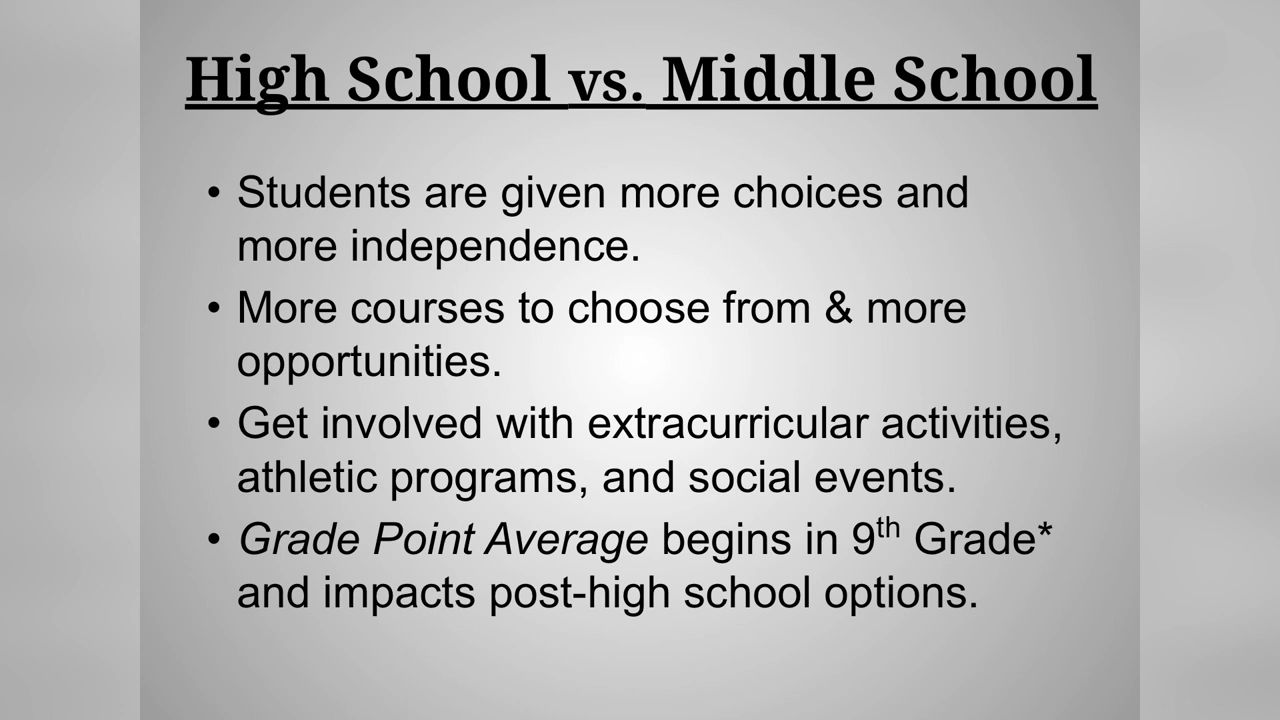 High School vs. Middle School
• Students are given more choices and
more independence.
• More courses to choose from & more
opportunities.
• Get involved with extracurricular activities,
athletic programs, and social events.
• Grade Point Average begins in 9th Grade*
and impacts post-high school options.